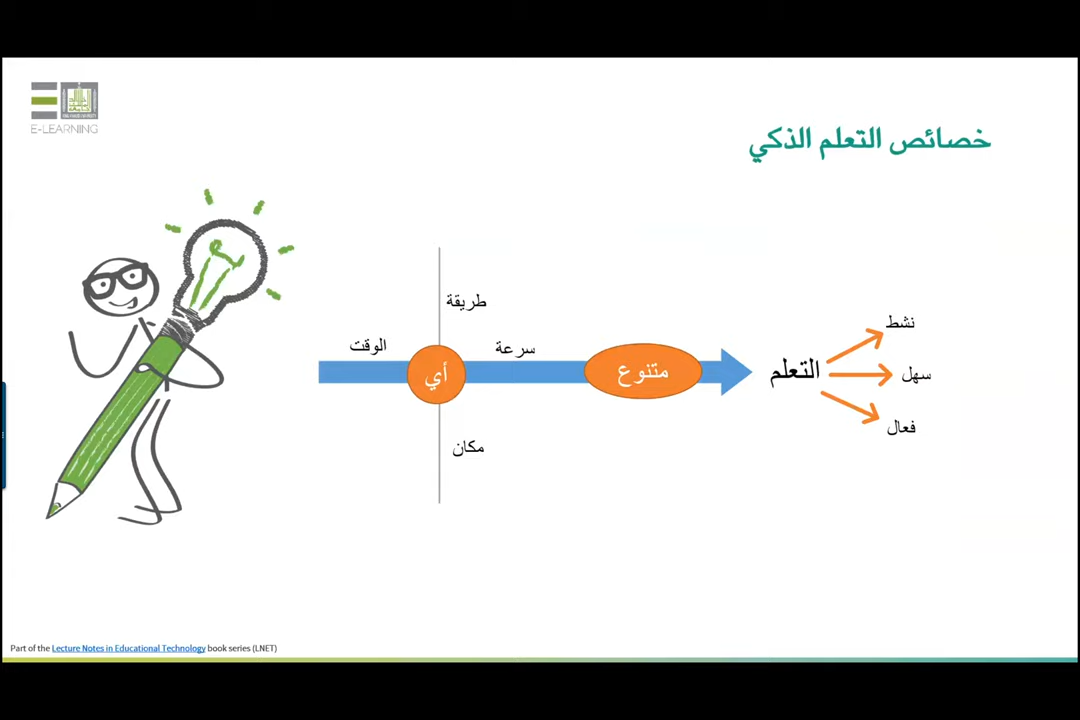 E-LEARNING
خصائص التعلم الذكي
طريقة
الوقت
سرعة
أي
متنوع
مكان
التعلم
نشط
سهل
فعال
Part of the Lecture Notes in Educational Technology book series (LNET)